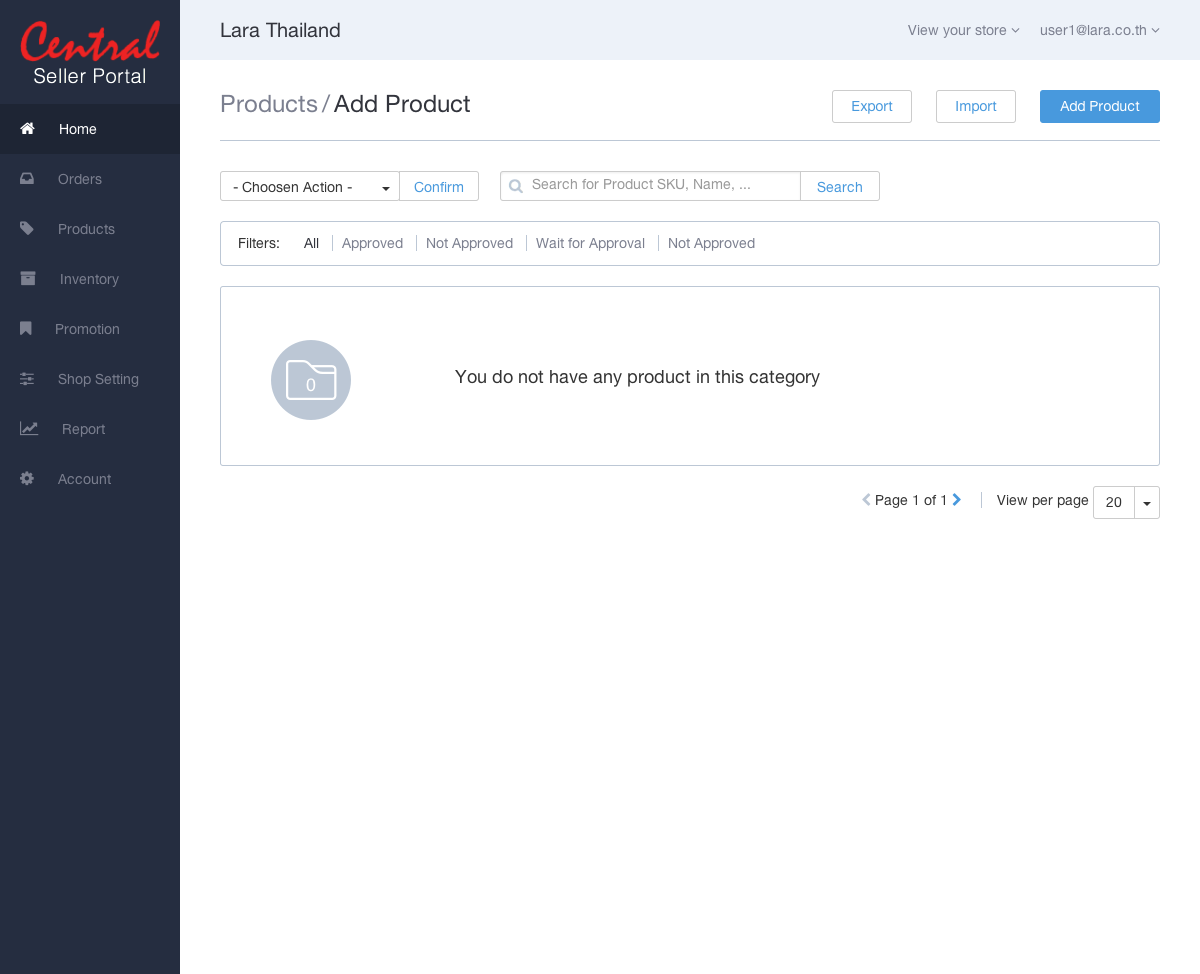 Central
Seller Portal
Home
Orders
Products
Inventory
Promotion
Shop Setting
Report
Account
Lara Thailand
View your store
user1@lara.co.th
Products / Add Product
Export
Import
Add Product
- Choosen Action -
Confirm
Search for Product SKU, Name, ...
Search
Filters: All Approved Not Approved Wait for Approval Not Approved
0
You do not have any product in this category
Page 1 of 1
View per page 20